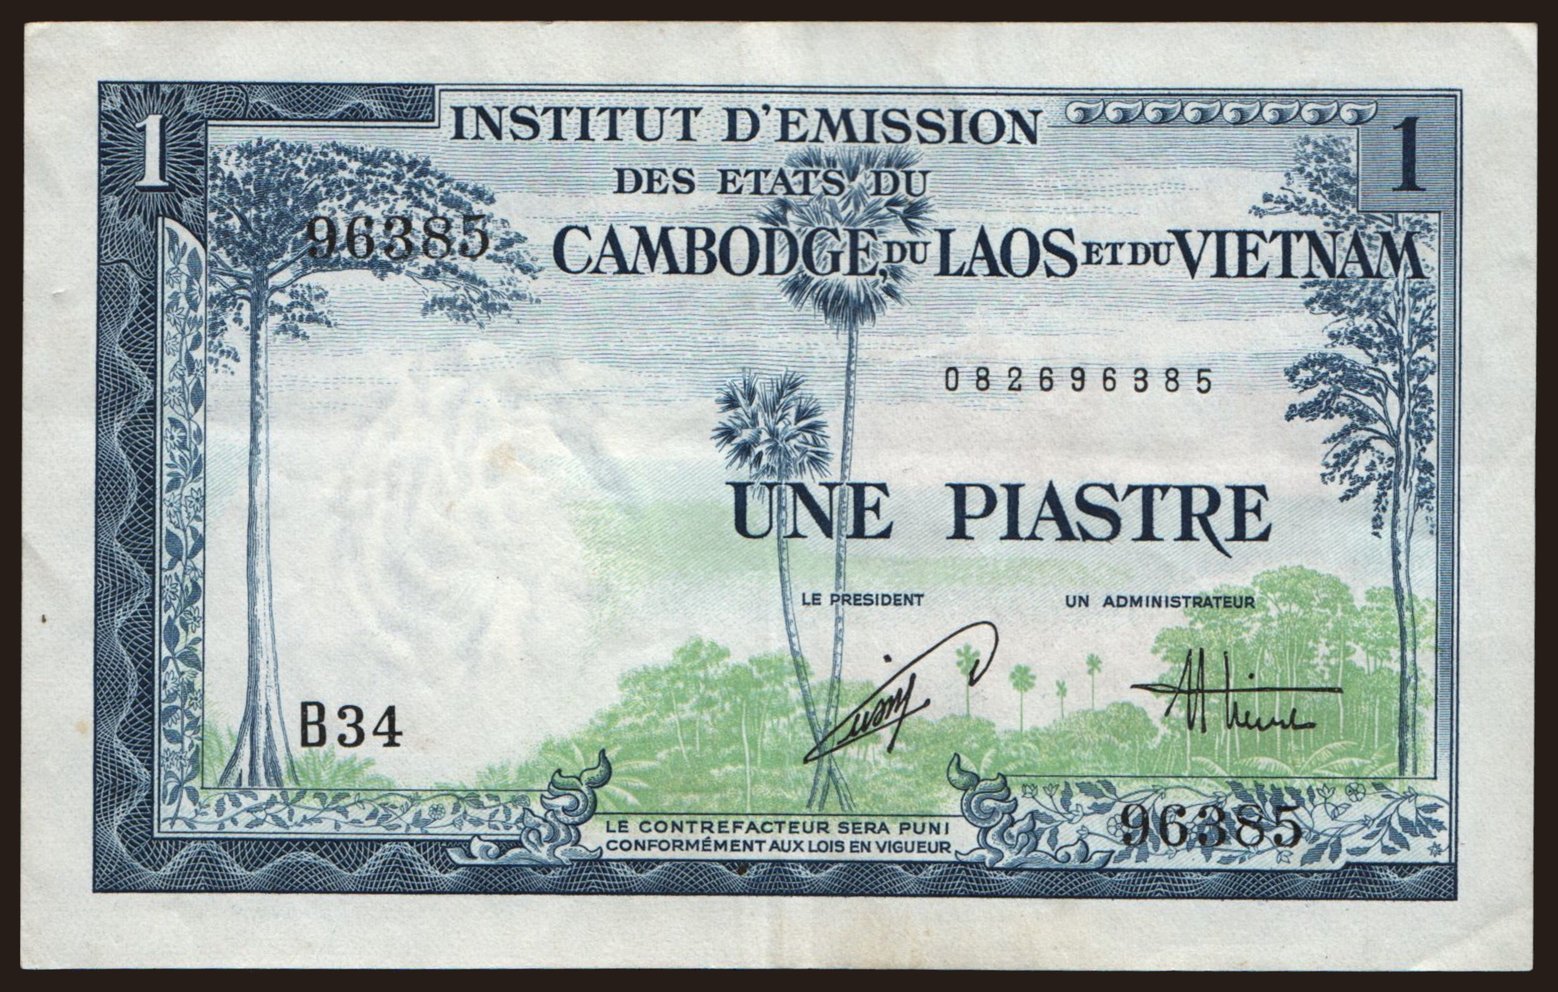 1
INSTITUT D'EMISSION
1
DES ETATS DU
96385
CAMBODGE, DU LAOS ET DU VIETNAM
082696385
UNE PIASTRE
LE PRESIDENT UN ADMINISTRATEUR
B34
96385
LE CONTREFACTEUR SERA PUNI
CONFORMÉMENT AUX LOIS EN VIGUEUR